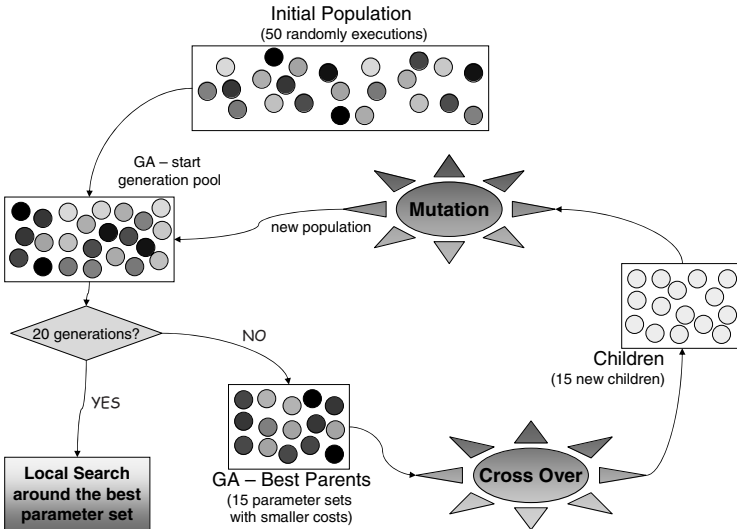 Initial Population
(50 randomly executions)
GA – start
generation pool
Mutation
new population
20 generations?
NO
Children
(15 new children)
YES
Local Search
around the best
parameter set
GA – Best Parents
(15 parameter sets
with smaller costs)
Cross Over